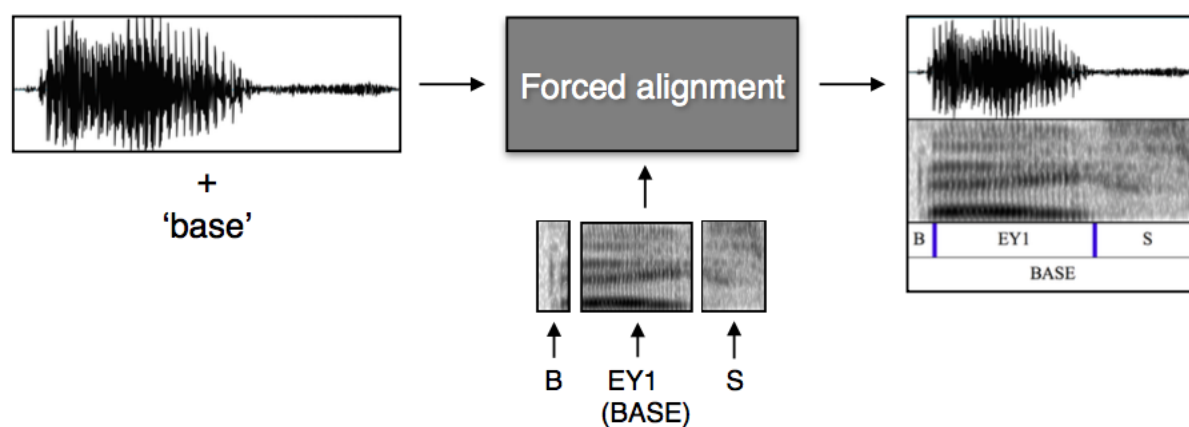 +
‘base’
Forced alignment
B
EY1
(BASE)
S
B EY1 S
BASE